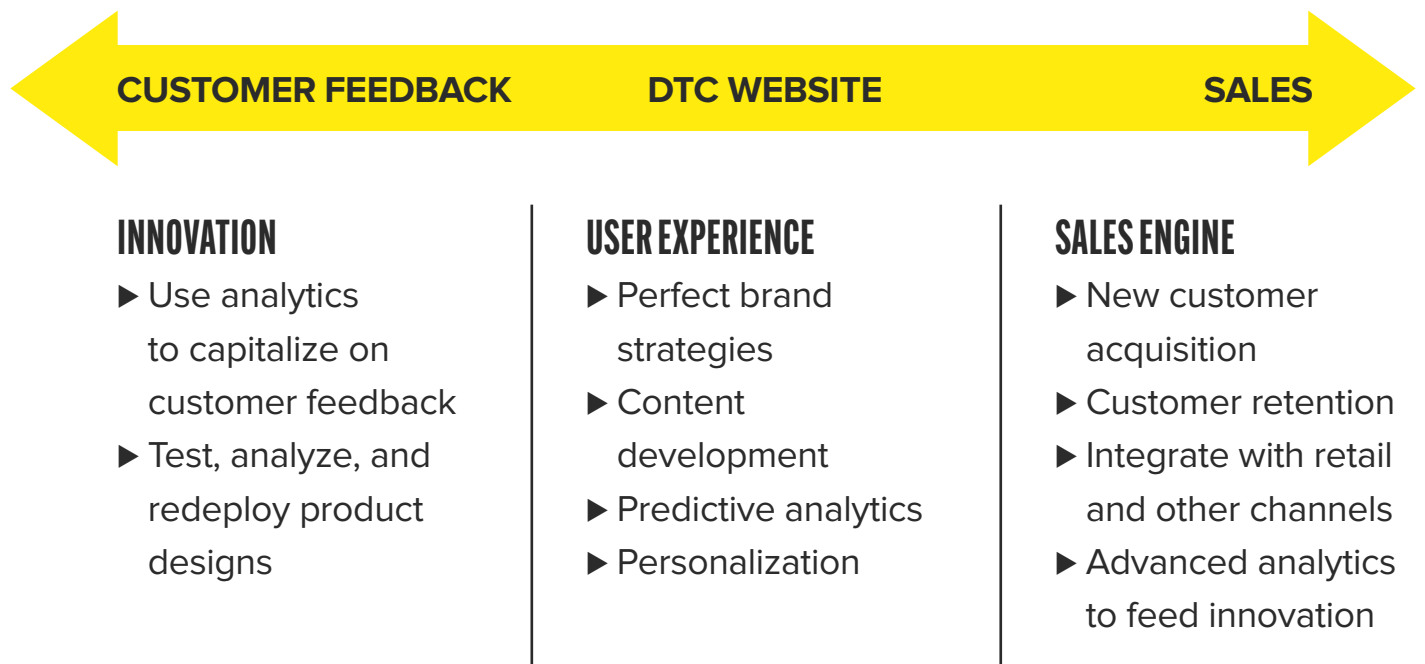 CUSTOMER FEEDBACK DTC WEBSITE SALES
INNOVATION
▶ Use analytics
to capitalize on
customer feedback
▶ Test, analyze, and
redeploy product
designs
USER EXPERIENCE
▶ Perfect brand
strategies
▶ Content
development
▶ Predictive analytics
▶ Personalization
SALES ENGINE
▶ New customer
acquisition
▶ Customer retention
▶ Integrate with retail
and other channels
▶ Advanced analytics
to feed innovation